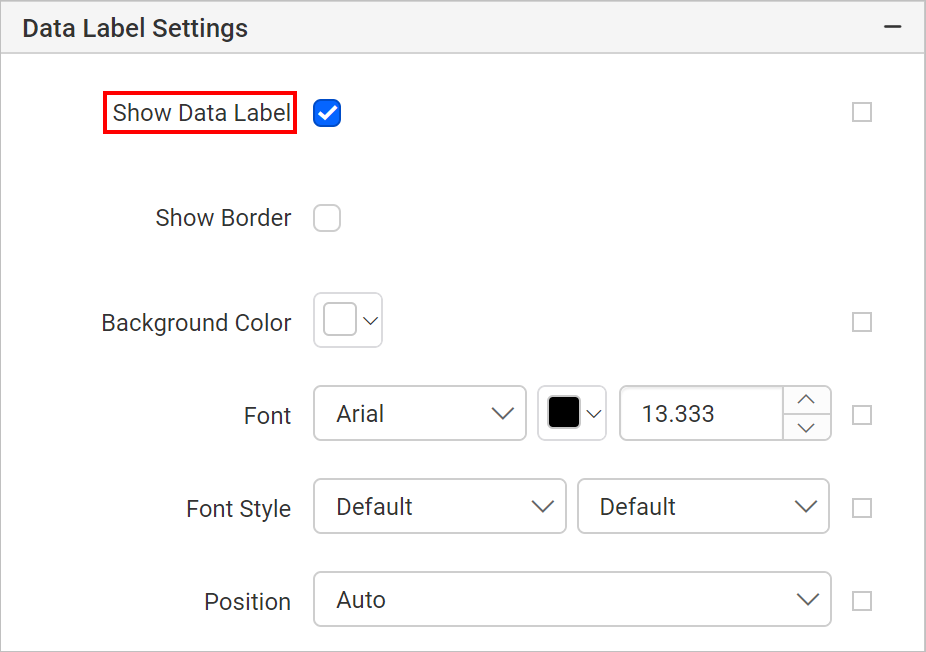 Data Label Settings
Show Data Label
Show Border
Background Color
Font Arial 13.333
Font Style Default Default
Position Auto